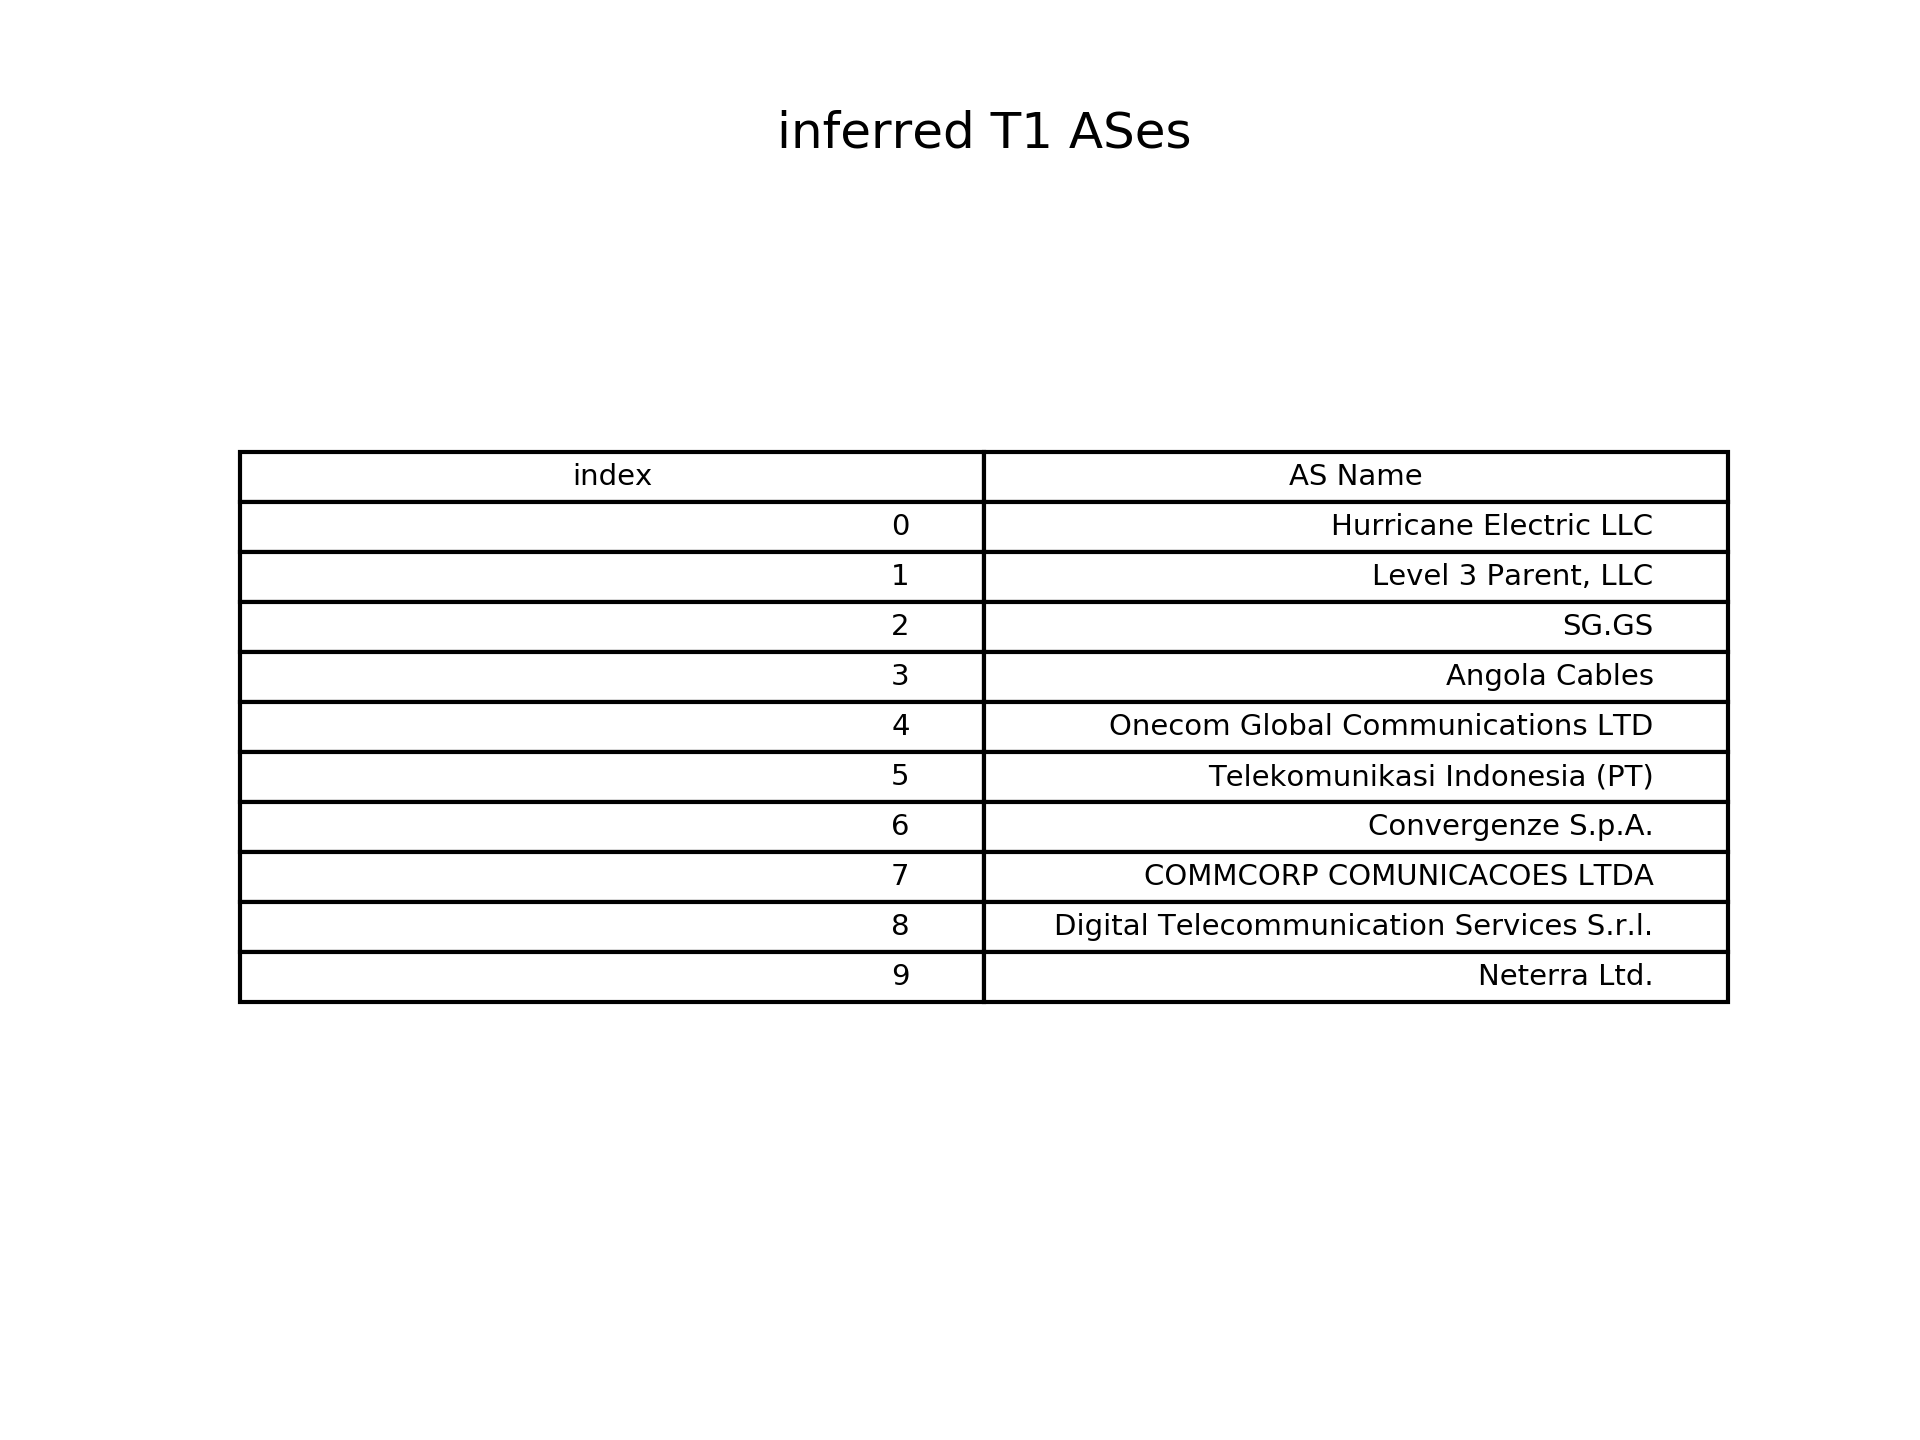 inferred T1 ASes
index AS Name
0 Hurricane Electric LLC
1 Level 3 Parent, LLC
2 SG.GS
3 Angola Cables
4 Onecom Global Communications LTD
5 Telekomunikasi Indonesia (PT)
6 Convergenze S.p.A.
7 COMMCORP COMUNICACOES LTDA
8 Digital Telecommunication Services S.r.l.
9 Neterra Ltd.